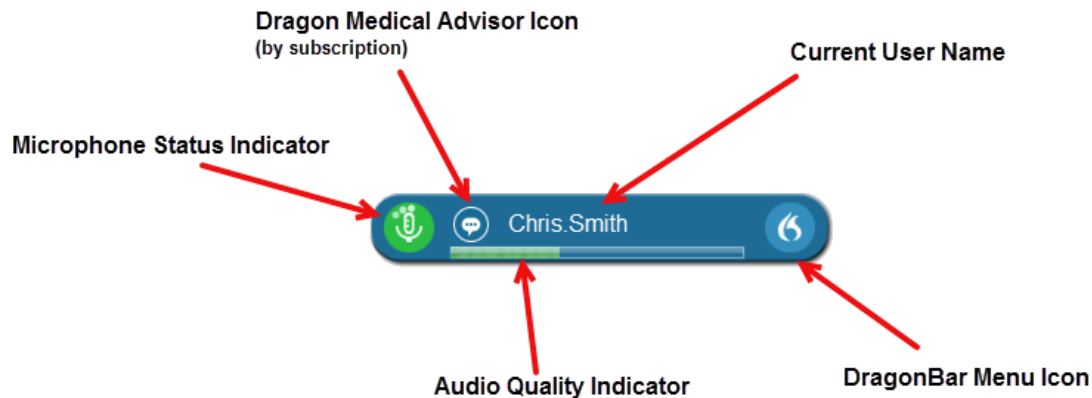 Dragon Medical Advisor Icon
(by subscription)
Current User Name
Microphone Status Indicator
Chris.Smith
Audio Quality Indicator
DragonBar Menu Icon